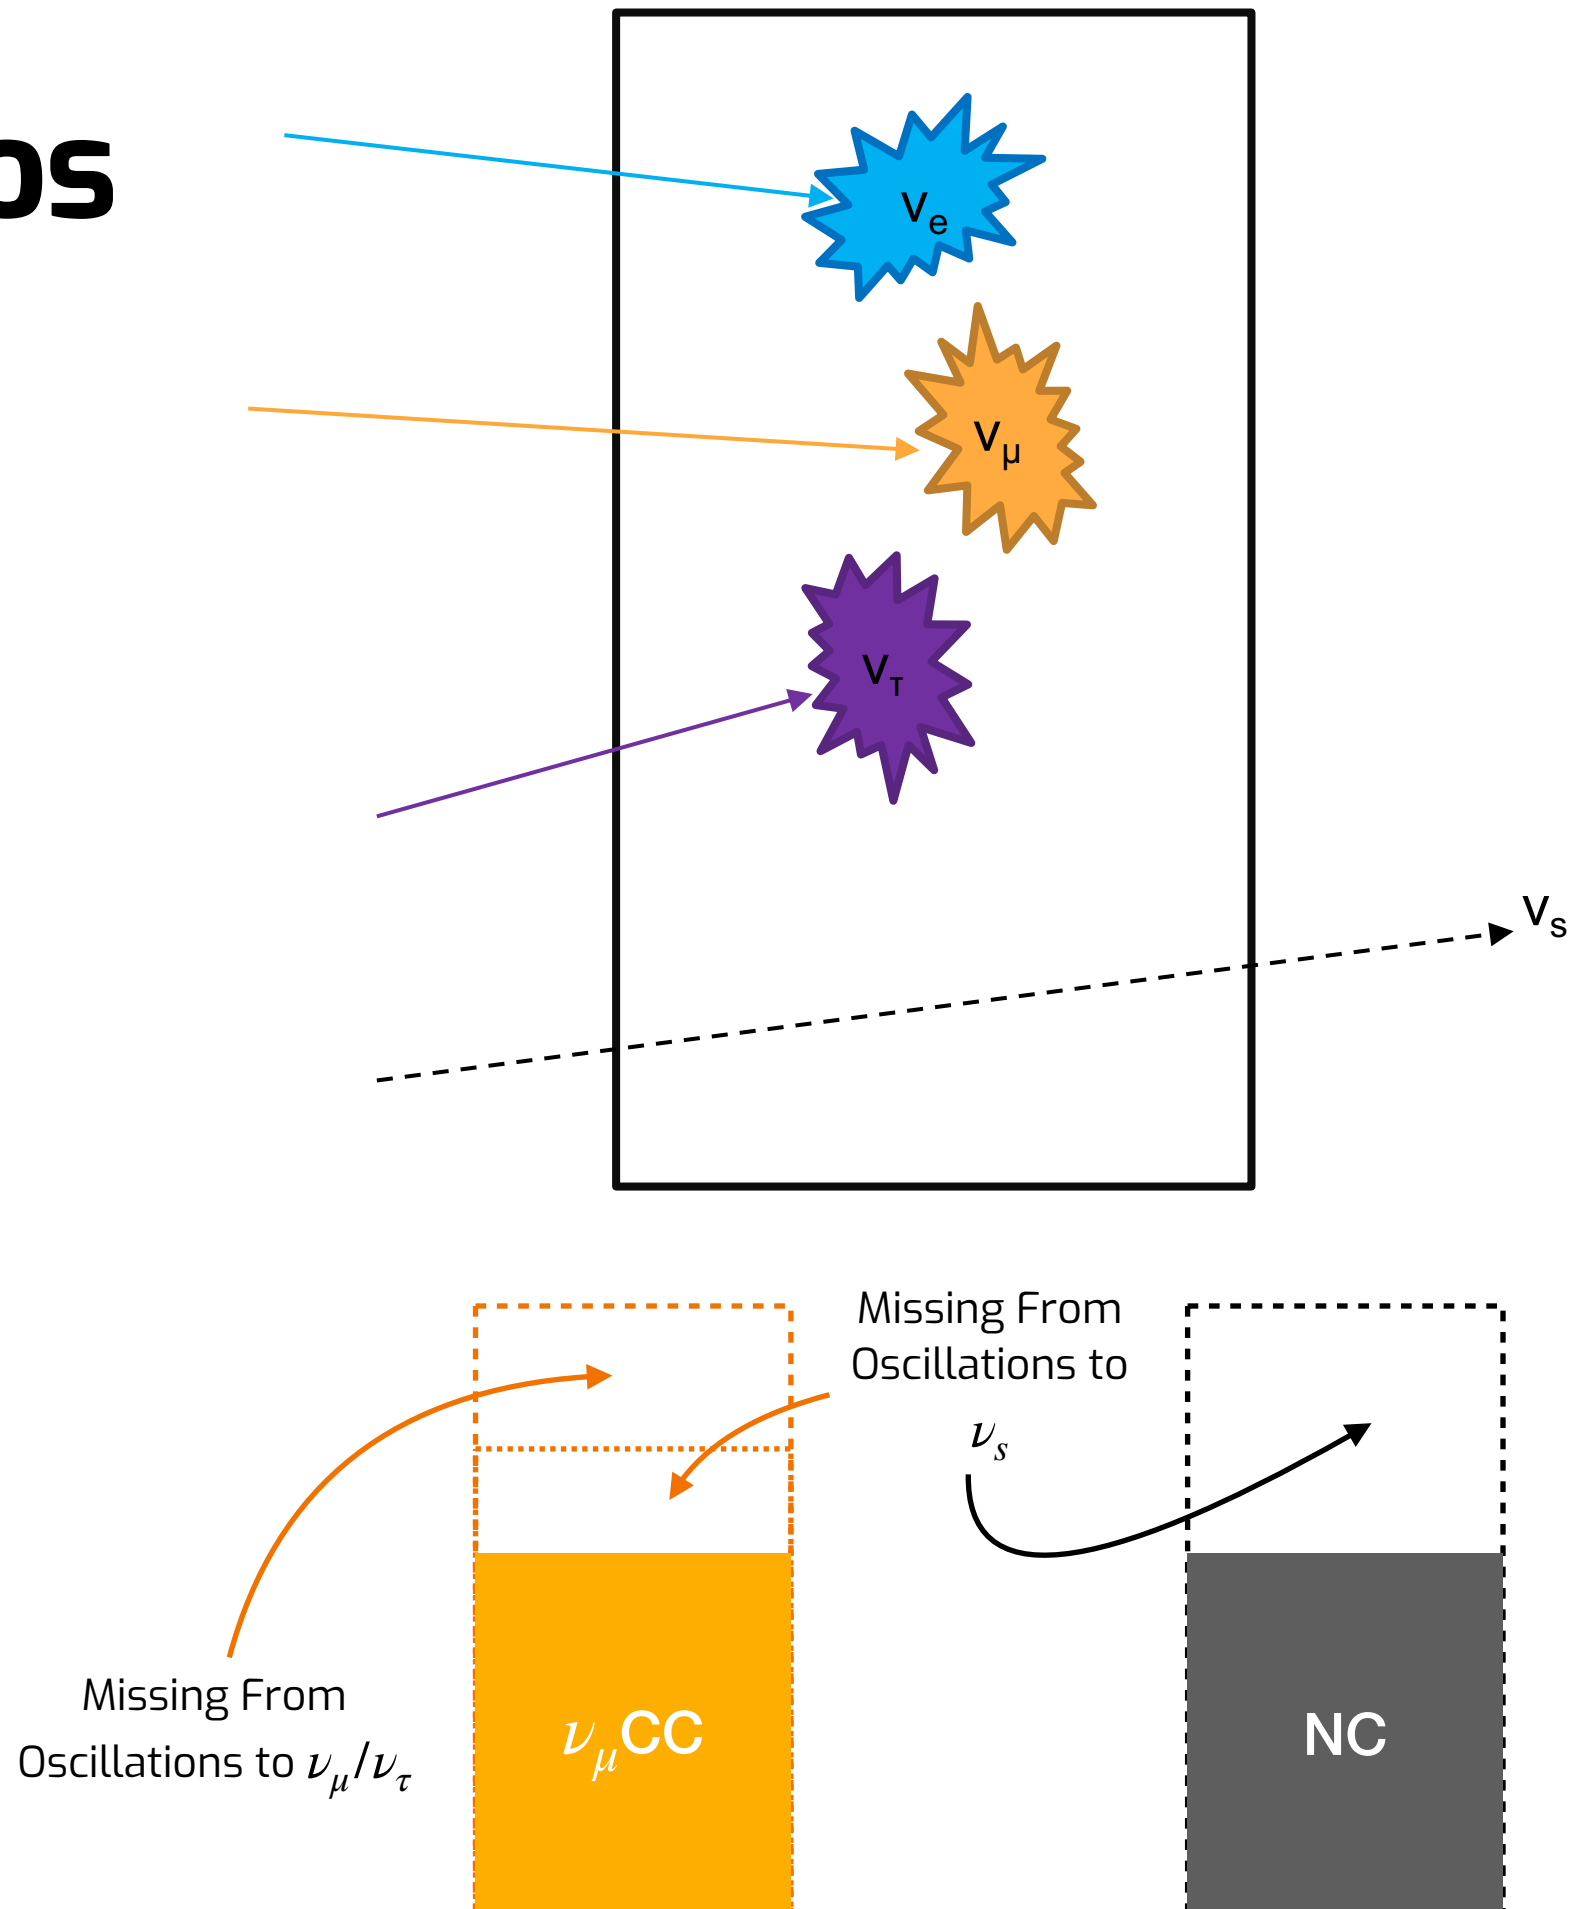 os
νe
νμ
ντ
νs
Missing From
Oscillations to
νs
Missing From
Oscillations to νμ/ντ
νμCC
NC